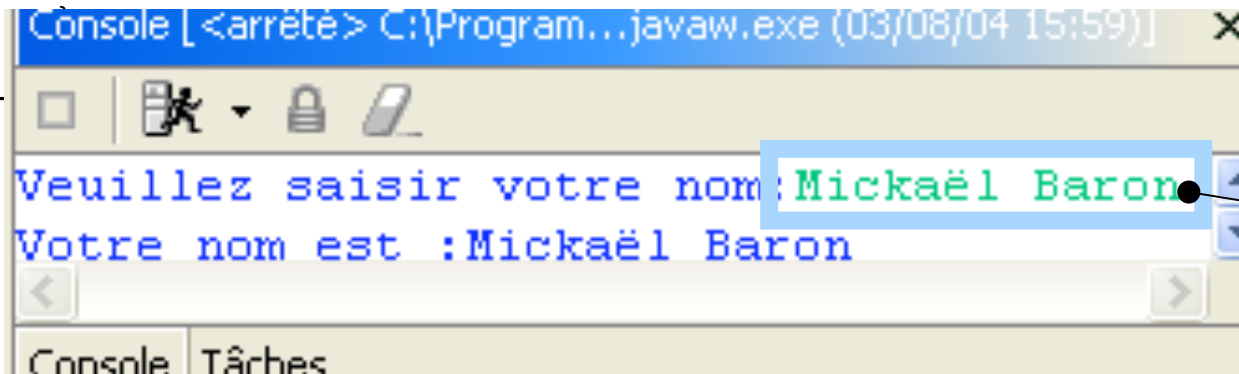 Console [ <arrêté> C:\Program...javaw.exe (03/08/04 15:59)]
Veuillez saisir votre nom:Mickaël Baron
Votre nom est :Mickaël Baron
Console Tâches